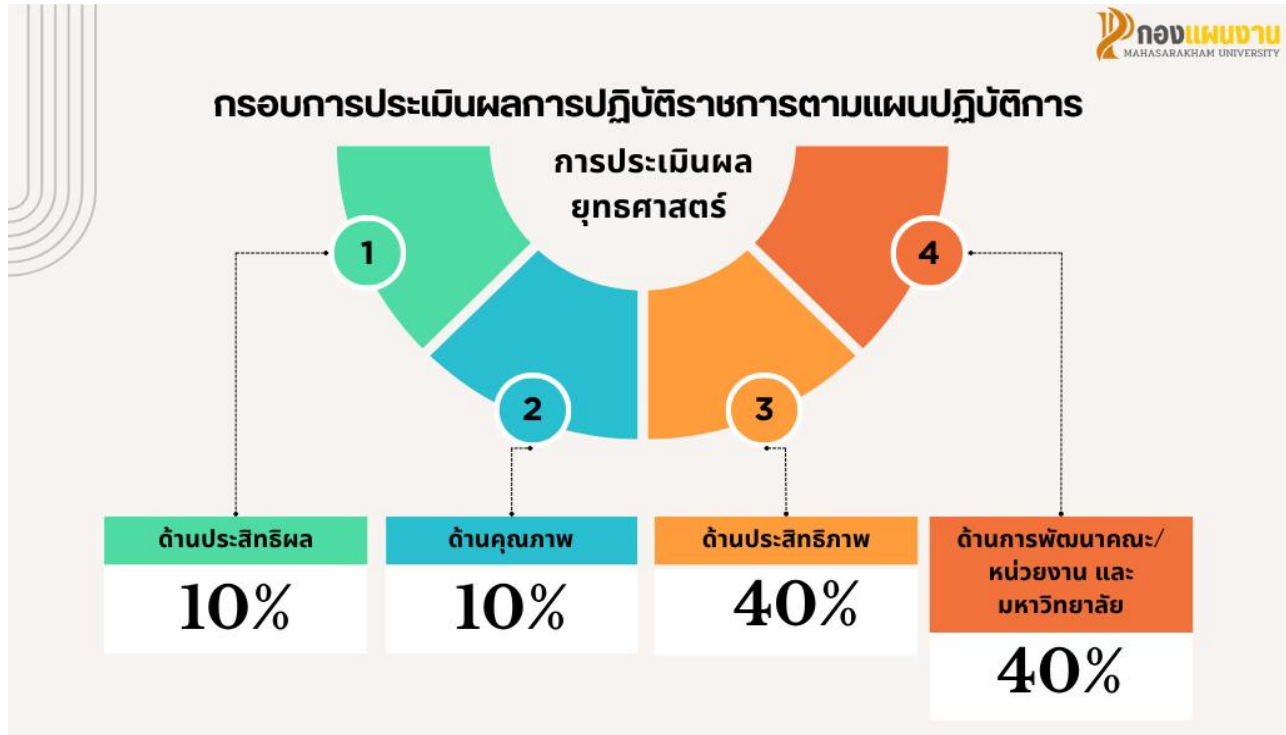 กองแผนงาน
MAHASARAKHAM UNIVERSITY
กรอบการประเมินผลการปฏิบัติราชการตามแผนปฏิบัติการ
การประเมินผล
ยุทธศาสตร์
1
4
2
3
ด้านประสิทธิผล
10%
ด้านคุณภาพ
10%
ด้านประสิทธิภาพ
40%
ด้านการพัฒนาคณะ/
หน่วยงาน และ
มหาวิทยาลัย
40%